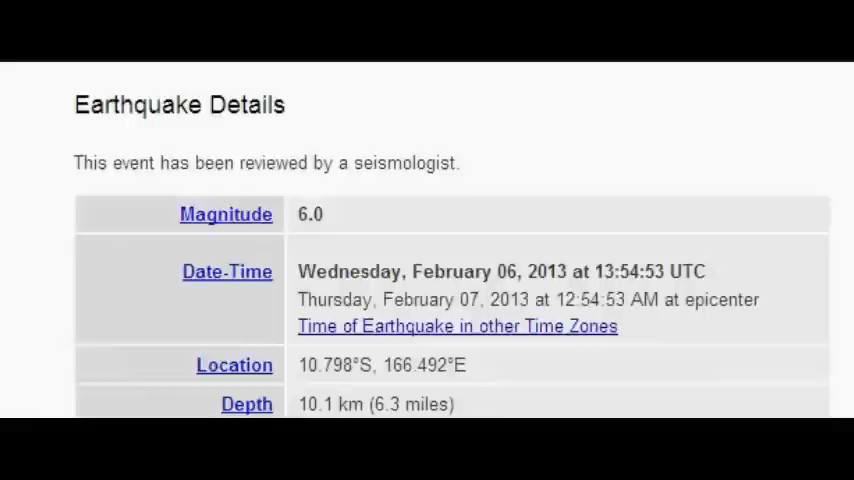 Earthquake Details
This event has been reviewed by a seismologist.
Magnitude 6.0
Date-Time Wednesday, February 06, 2013 at 13:54:53 UTC
Thursday, February 07, 2013 at 12:54:53 AM at epicenter
Time of Earthquake in other Time Zones
Location 10.798°S, 166.492°E
Depth 10.1 km (6.3 miles)